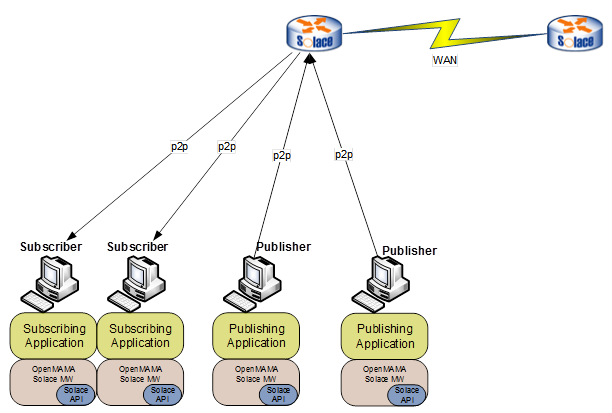 Solace
Solace
WAN
p2p
p2p
p2p
p2p
Subscriber
Subscriber
Publisher
Publisher
Subscribing
Application
Subscribing
Application
Publishing
Application
Publishing
Application
OpenMAMA
Solace MW
Solace
API
OpenMAMA
Solace MW
Solace
API
OpenMAMA
Solace MW
Solace
API
OpenMAMA
Solace MW
Solace
API